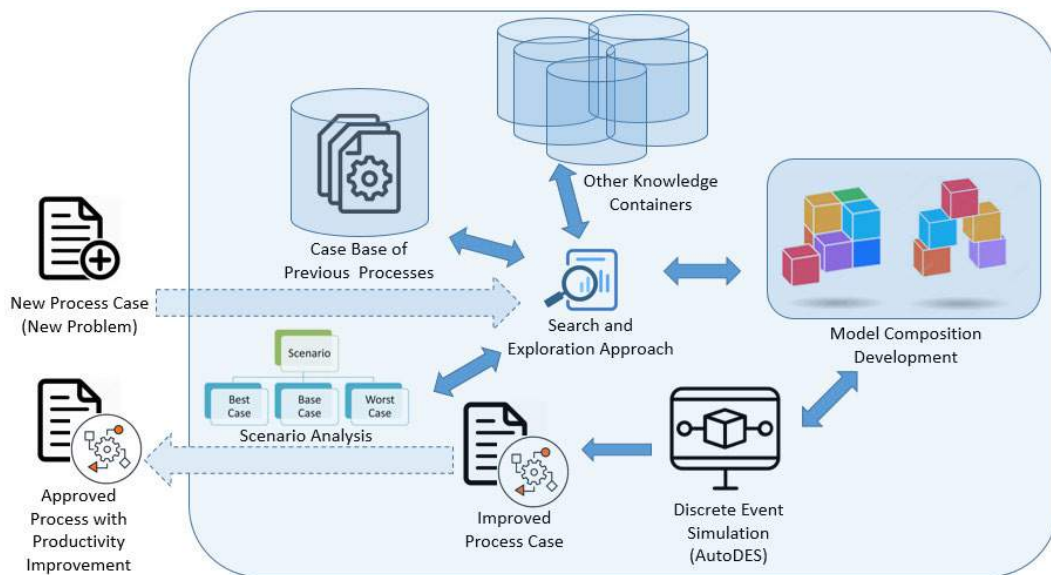 Other Knowledge
Containers
Case Base of
Previous Processes
New Process Case
(New Problem)
Search and
Exploration Approach
Model Composition
Development
Scenario
Best
Case
Base
Case
Worst
Case
Scenario Analysis
Approved
Process with
Productivity
Improvement
Improved
Process Case
Discrete Event
Simulation
(AutoDES)